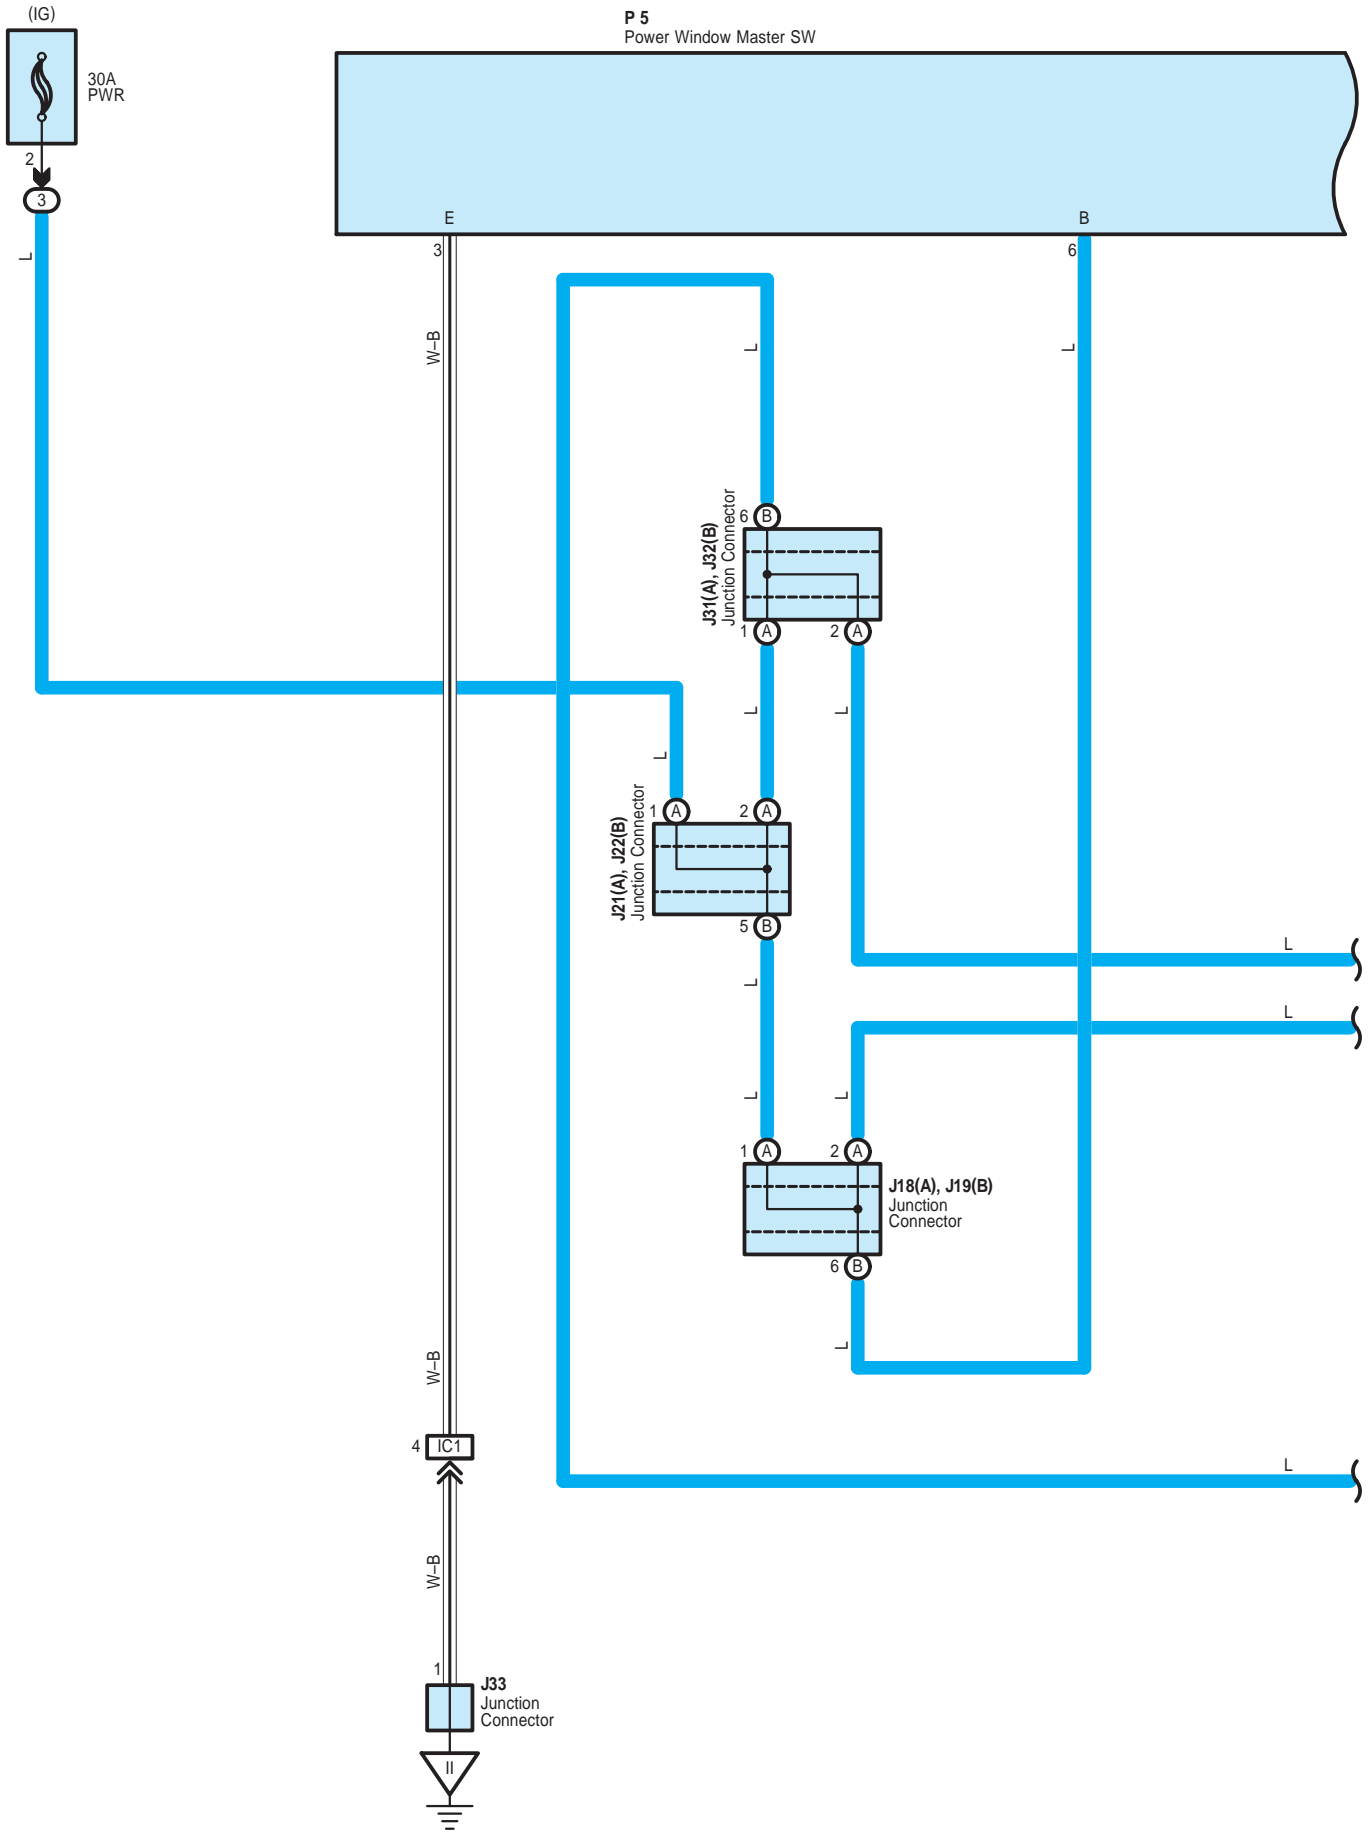 (IG)
P 5
Power Window Master SW
30A
PWR
2
3
E
B
3
6
L
W–B
L
L
J31(A), J32(B)
Junction Connector
6 B
1 A
2 A
L
L
L
J21(A), J22(B)
Junction Connector
1 A
2 A
5 B
L
L
L
L
L
1 A
2 A
J18(A), J19(B)
Junction
Connector
6 B
L
W–B
4 IC1
L
W–B
1
J33
Junction
Connector
II